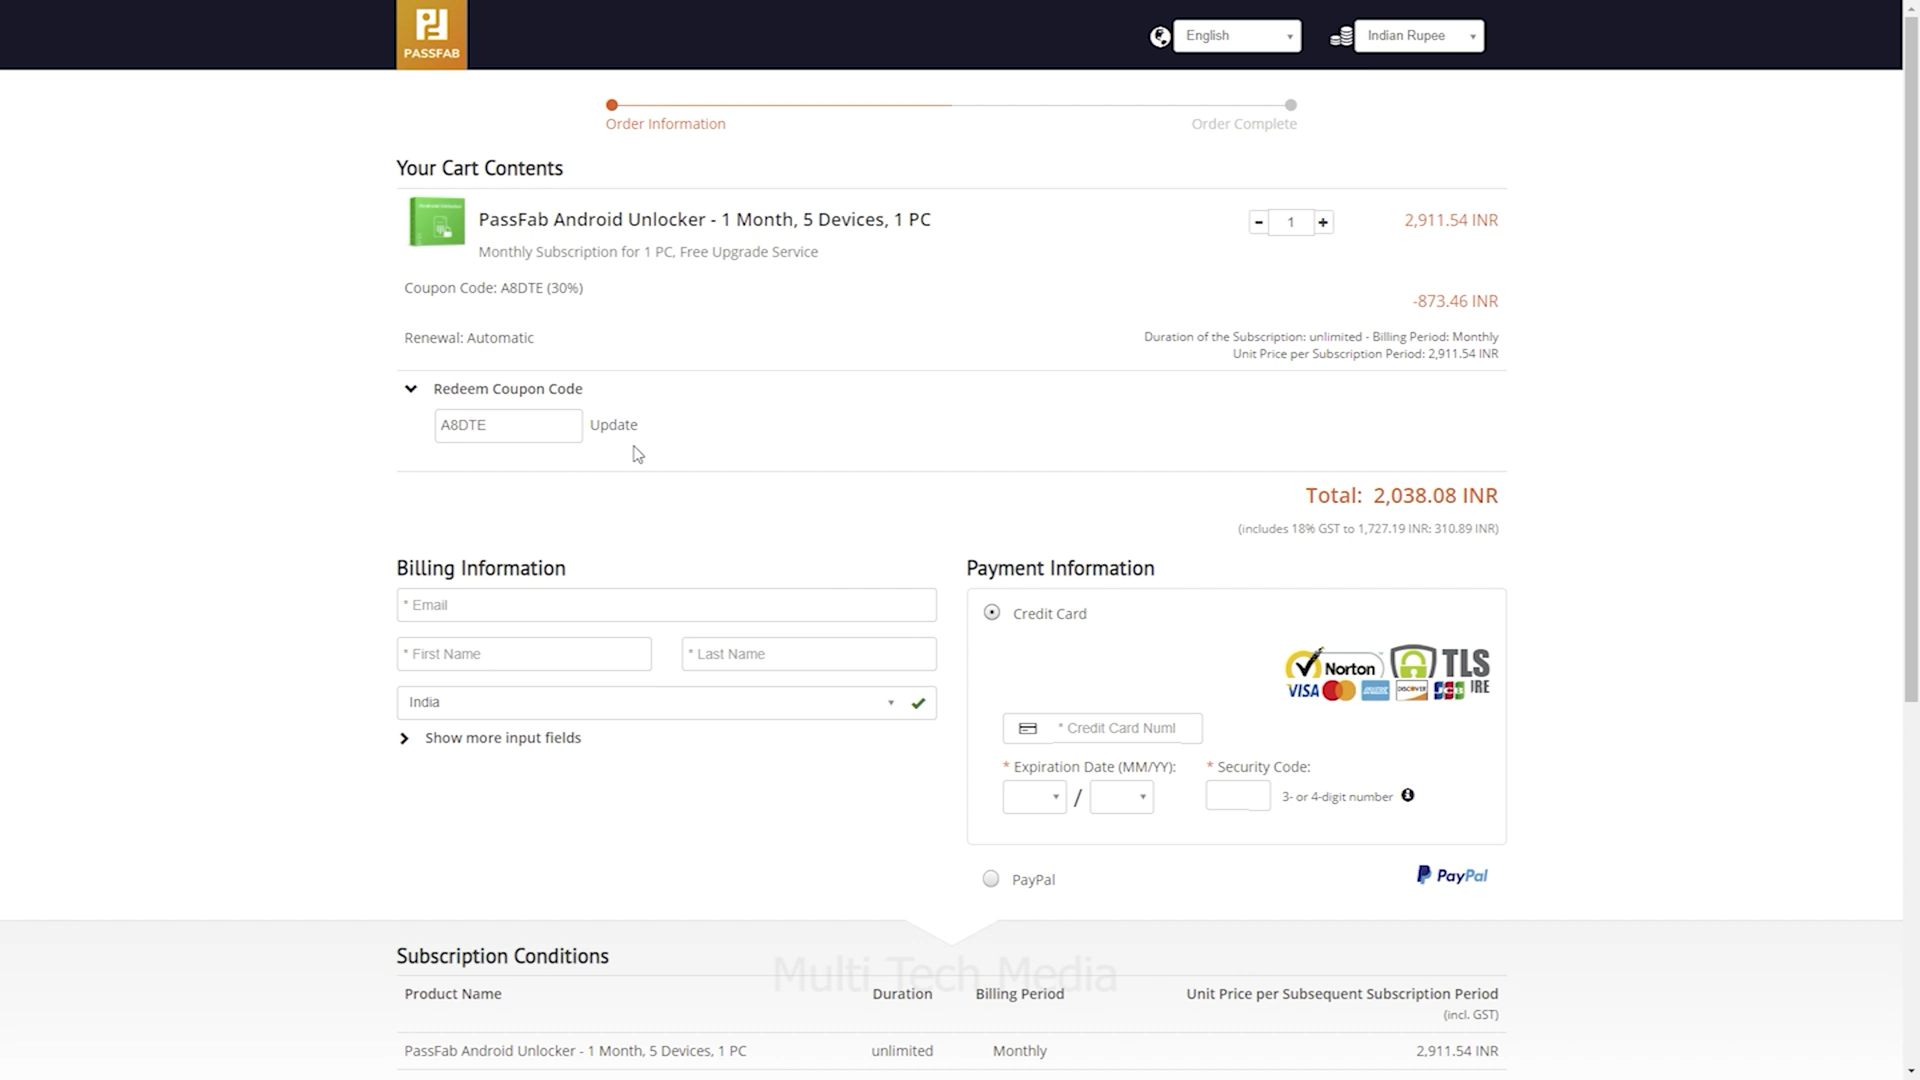 PASSFAB
English
Indian Rupee
Order Information
Order Complete
Your Cart Contents
PassFab Android Unlocker - 1 Month, 5 Devices, 1 PC
1
2,911.54 INR
Monthly Subscription for 1 PC, Free Upgrade Service
Coupon Code: A8DTE (30%)
-873.46 INR
Renewal: Automatic
Duration of the Subscription: unlimited - Billing Period: Monthly
Unit Price per Subscription Period: 2,911.54 INR
Redeem Coupon Code
A8DTE
Update
Total: 2,038.08 INR
(includes 18% GST to 1,727.19 INR: 310.89 INR)
Billing Information
* Email
* First Name
* Last Name
India
Show more input fields
Payment Information
Credit Card
Norton
TLS
VISA
DISCOVER
JCB
* Credit Card Numl
* Expiration Date (MM/YY):
* Security Code:
/
3- or 4-digit number
PayPal
PayPal
Subscription Conditions
Multi Tech Media
Product Name
Duration
Billing Period
Unit Price per Subsequent Subscription Period
(incl. GST)
PassFab Android Unlocker - 1 Month, 5 Devices, 1 PC
unlimited
Monthly
2,911.54 INR